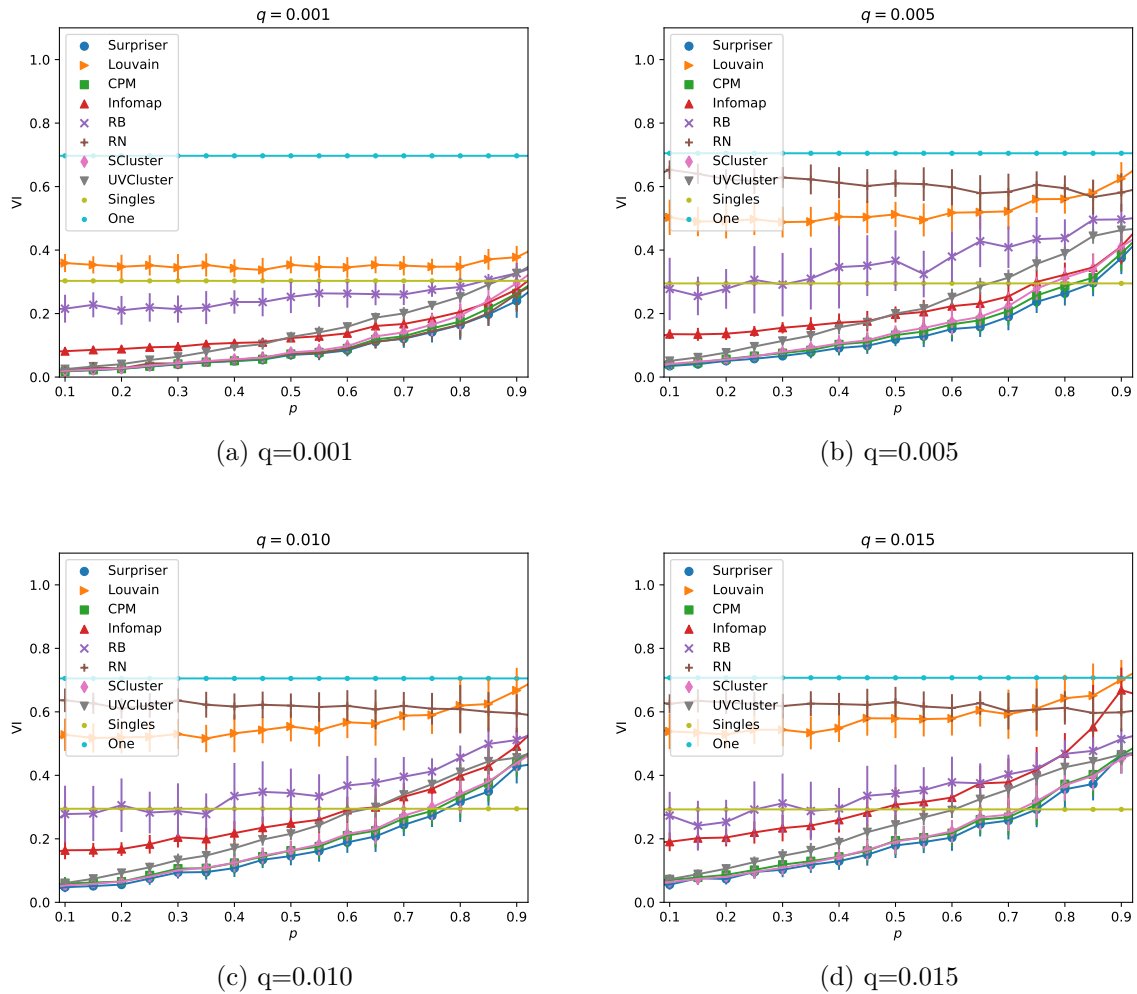 q = 0.001
1.0
0.8
0.6
0.4
0.2
0.0
VI
Surpriser
Louvain
CPM
Infomap
RB
RN
SCluster
UVCluster
Singles
One
0.1 0.2 0.3 0.4 0.5 0.6 0.7 0.8 0.9
p
(a) q=0.001
q = 0.005
1.0
0.8
0.6
0.4
0.2
0.0
VI
Surpriser
Louvain
CPM
Infomap
RB
RN
SCluster
UVCluster
Singles
One
0.1 0.2 0.3 0.4 0.5 0.6 0.7 0.8 0.9
p
(b) q=0.005
q = 0.010
1.0
0.8
0.6
0.4
0.2
0.0
VI
Surpriser
Louvain
CPM
Infomap
RB
RN
SCluster
UVCluster
Singles
One
0.1 0.2 0.3 0.4 0.5 0.6 0.7 0.8 0.9
p
(c) q=0.010
q = 0.015
1.0
0.8
0.6
0.4
0.2
0.0
VI
Surpriser
Louvain
CPM
Infomap
RB
RN
SCluster
UVCluster
Singles
One
0.1 0.2 0.3 0.4 0.5 0.6 0.7 0.8 0.9
p
(d) q=0.015